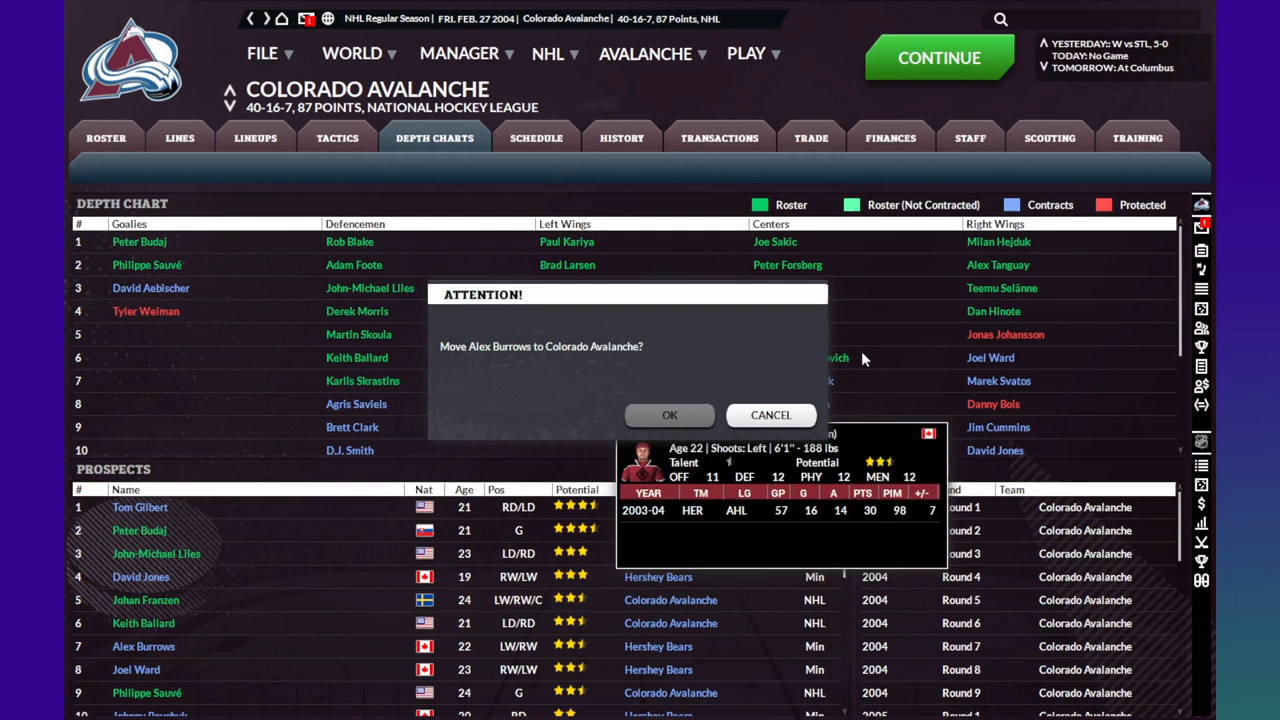 NHL Regular Season | FRI. FEB. 27 2004 | Colorado Avalanche | 40-16-7, 87 Points, NHL
FILE WORLD MANAGER NHL AVALANCHE PLAY
CONTINUE
YESTERDAY:: W vs STL, 5-0
TODAY: No Game
TOMORROW: At Columbus
COLORADO AVALANCHE
40-16-7, 87 POINTS, NATIONAL HOCKEY LEAGUE
ROSTER LINES LINEUPS TACTICS DEPTH CHARTS SCHEDULE HISTORY TRANSACTIONS TRADE FINANCES STAFF SCOUTING TRAINING
DEPTH CHART Roster Roster (Not Contracted) Contracts Protected
# Goalies Defencemen Left Wings Centers Right Wings
1 Peter Budaj Rob Blake Paul Kariya Joe Sakic Milan Hejduk
2 Philippe Sauvé Adam Foote Brad Larsen Peter Forsberg Alex Tanguay
3 David Aebischer John-Michael Liles Teemu Selänne
4 Tyler Weiman Derek Morris Dan Hinote
5 Martin Skoula Jonas Johansson
6 Keith Ballard vich Joel Ward
7 Karlis Skrastins k Marek Svatos
8 Agris Saviels Danny Bois
9 Brett Clark Jim Cummins
10 D.J. Smith David Jones
ATTENTION!
Move Alex Burrows to Colorado Avalanche?
OK CANCEL
Age 22 | Shoots: Left | 6'1" - 188 lbs
Talent Potential
OFF 11 DEF 12 PHY 12 MEN 12
YEAR TM LG GP G A PTS PIM +/-
2003-04 HER AHL 57 16 14 30 98 7
PROSPECTS
# Name Nat Age Pos Potential
1 Tom Gilbert 21 RD/LD
2 Peter Budaj 21 G
3 John-Michael Liles 23 LD/RD
4 David Jones 19 RW/LW Hershey Bears Min
5 Johan Franzen 24 LW/RW/C Colorado Avalanche NHL
6 Keith Ballard 21 LD/RD Colorado Avalanche NHL
7 Alex Burrows 22 LW/RW Hershey Bears Min
8 Joel Ward 23 RW/LW Hershey Bears Min
9 Philippe Sauvé 24 G Colorado Avalanche NHL
nd Team
und 1 Colorado Avalanche
und 2 Colorado Avalanche
und 3 Colorado Avalanche
2004 Round 4 Colorado Avalanche
2004 Round 5 Colorado Avalanche
2004 Round 6 Colorado Avalanche
2004 Round 7 Colorado Avalanche
2004 Round 8 Colorado Avalanche
2004 Round 9 Colorado Avalanche